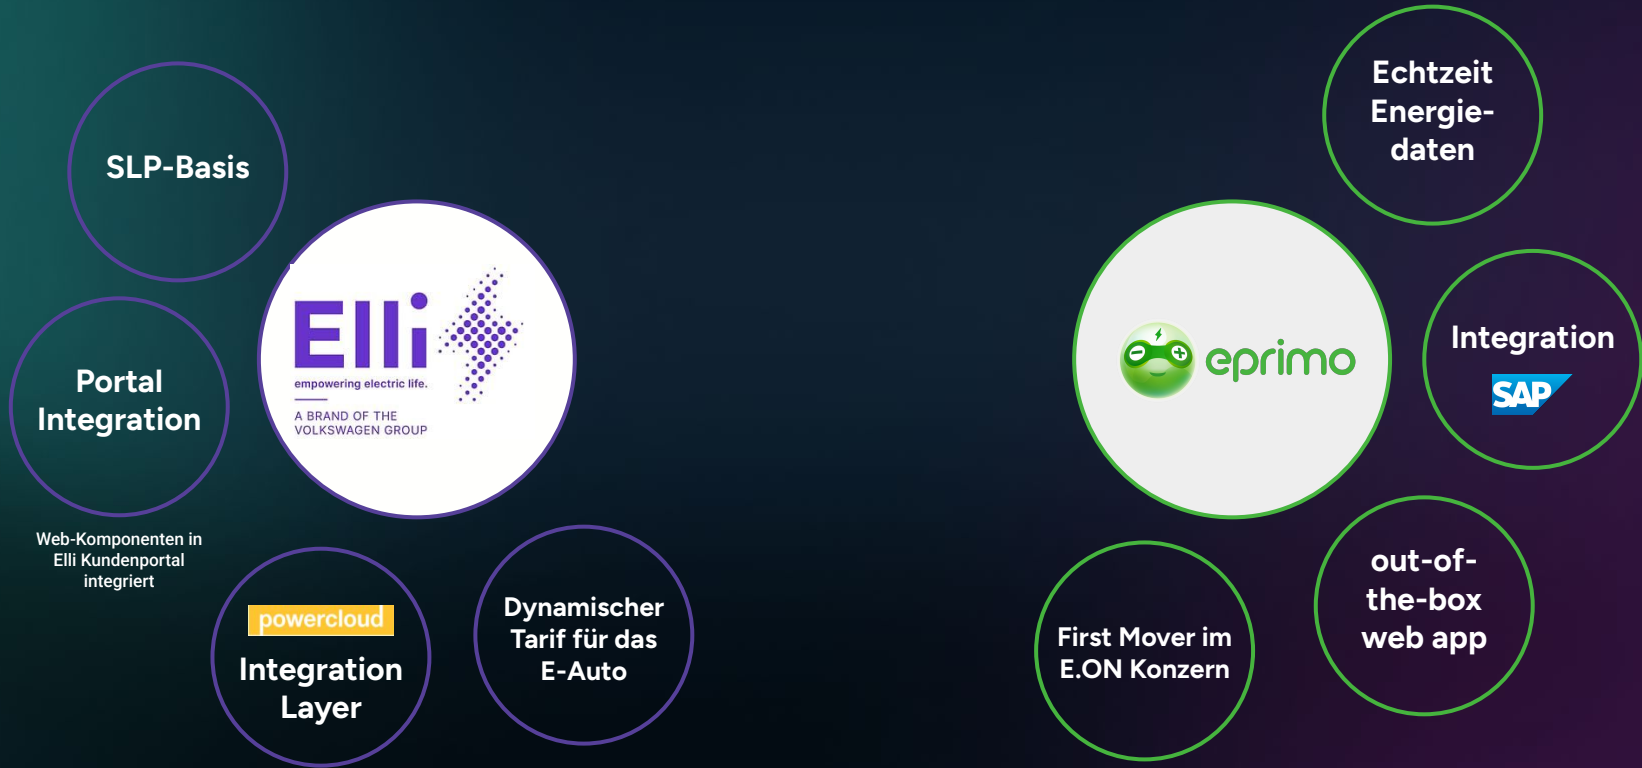 SLP-Basis
Portal
Integration
Web-Komponenten in
Elli Kundenportal
integriert
Elli
empowering electric life.
A BRAND OF THE
VOLKSWAGEN GROUP
powercloud
Integration
Layer
Dynamischer
Tarif für das
E-Auto
Echtzeit
Energie-
daten
eprimo
Integration
SAP
out-of-
the-box
web app
First Mover im
E.ON Konzern